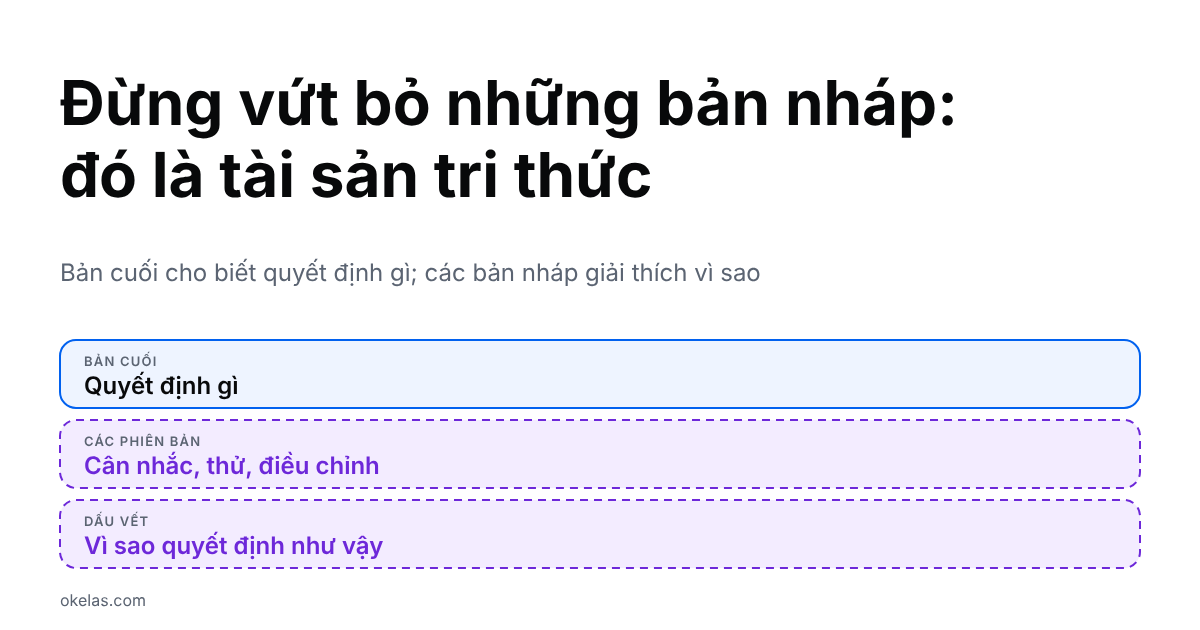 Đừng vứt bỏ những bản nháp:
đó là tài sản tri thức
Bản cuối cho biết quyết định gì; các bản nháp giải thích vì sao
BẢN CUỐI
Quyết định gì
CÁC PHIÊN BẢN
Cân nhắc, thử, điều chỉnh
DẤU VẾT
Vì sao quyết định như vậy
okelas.com